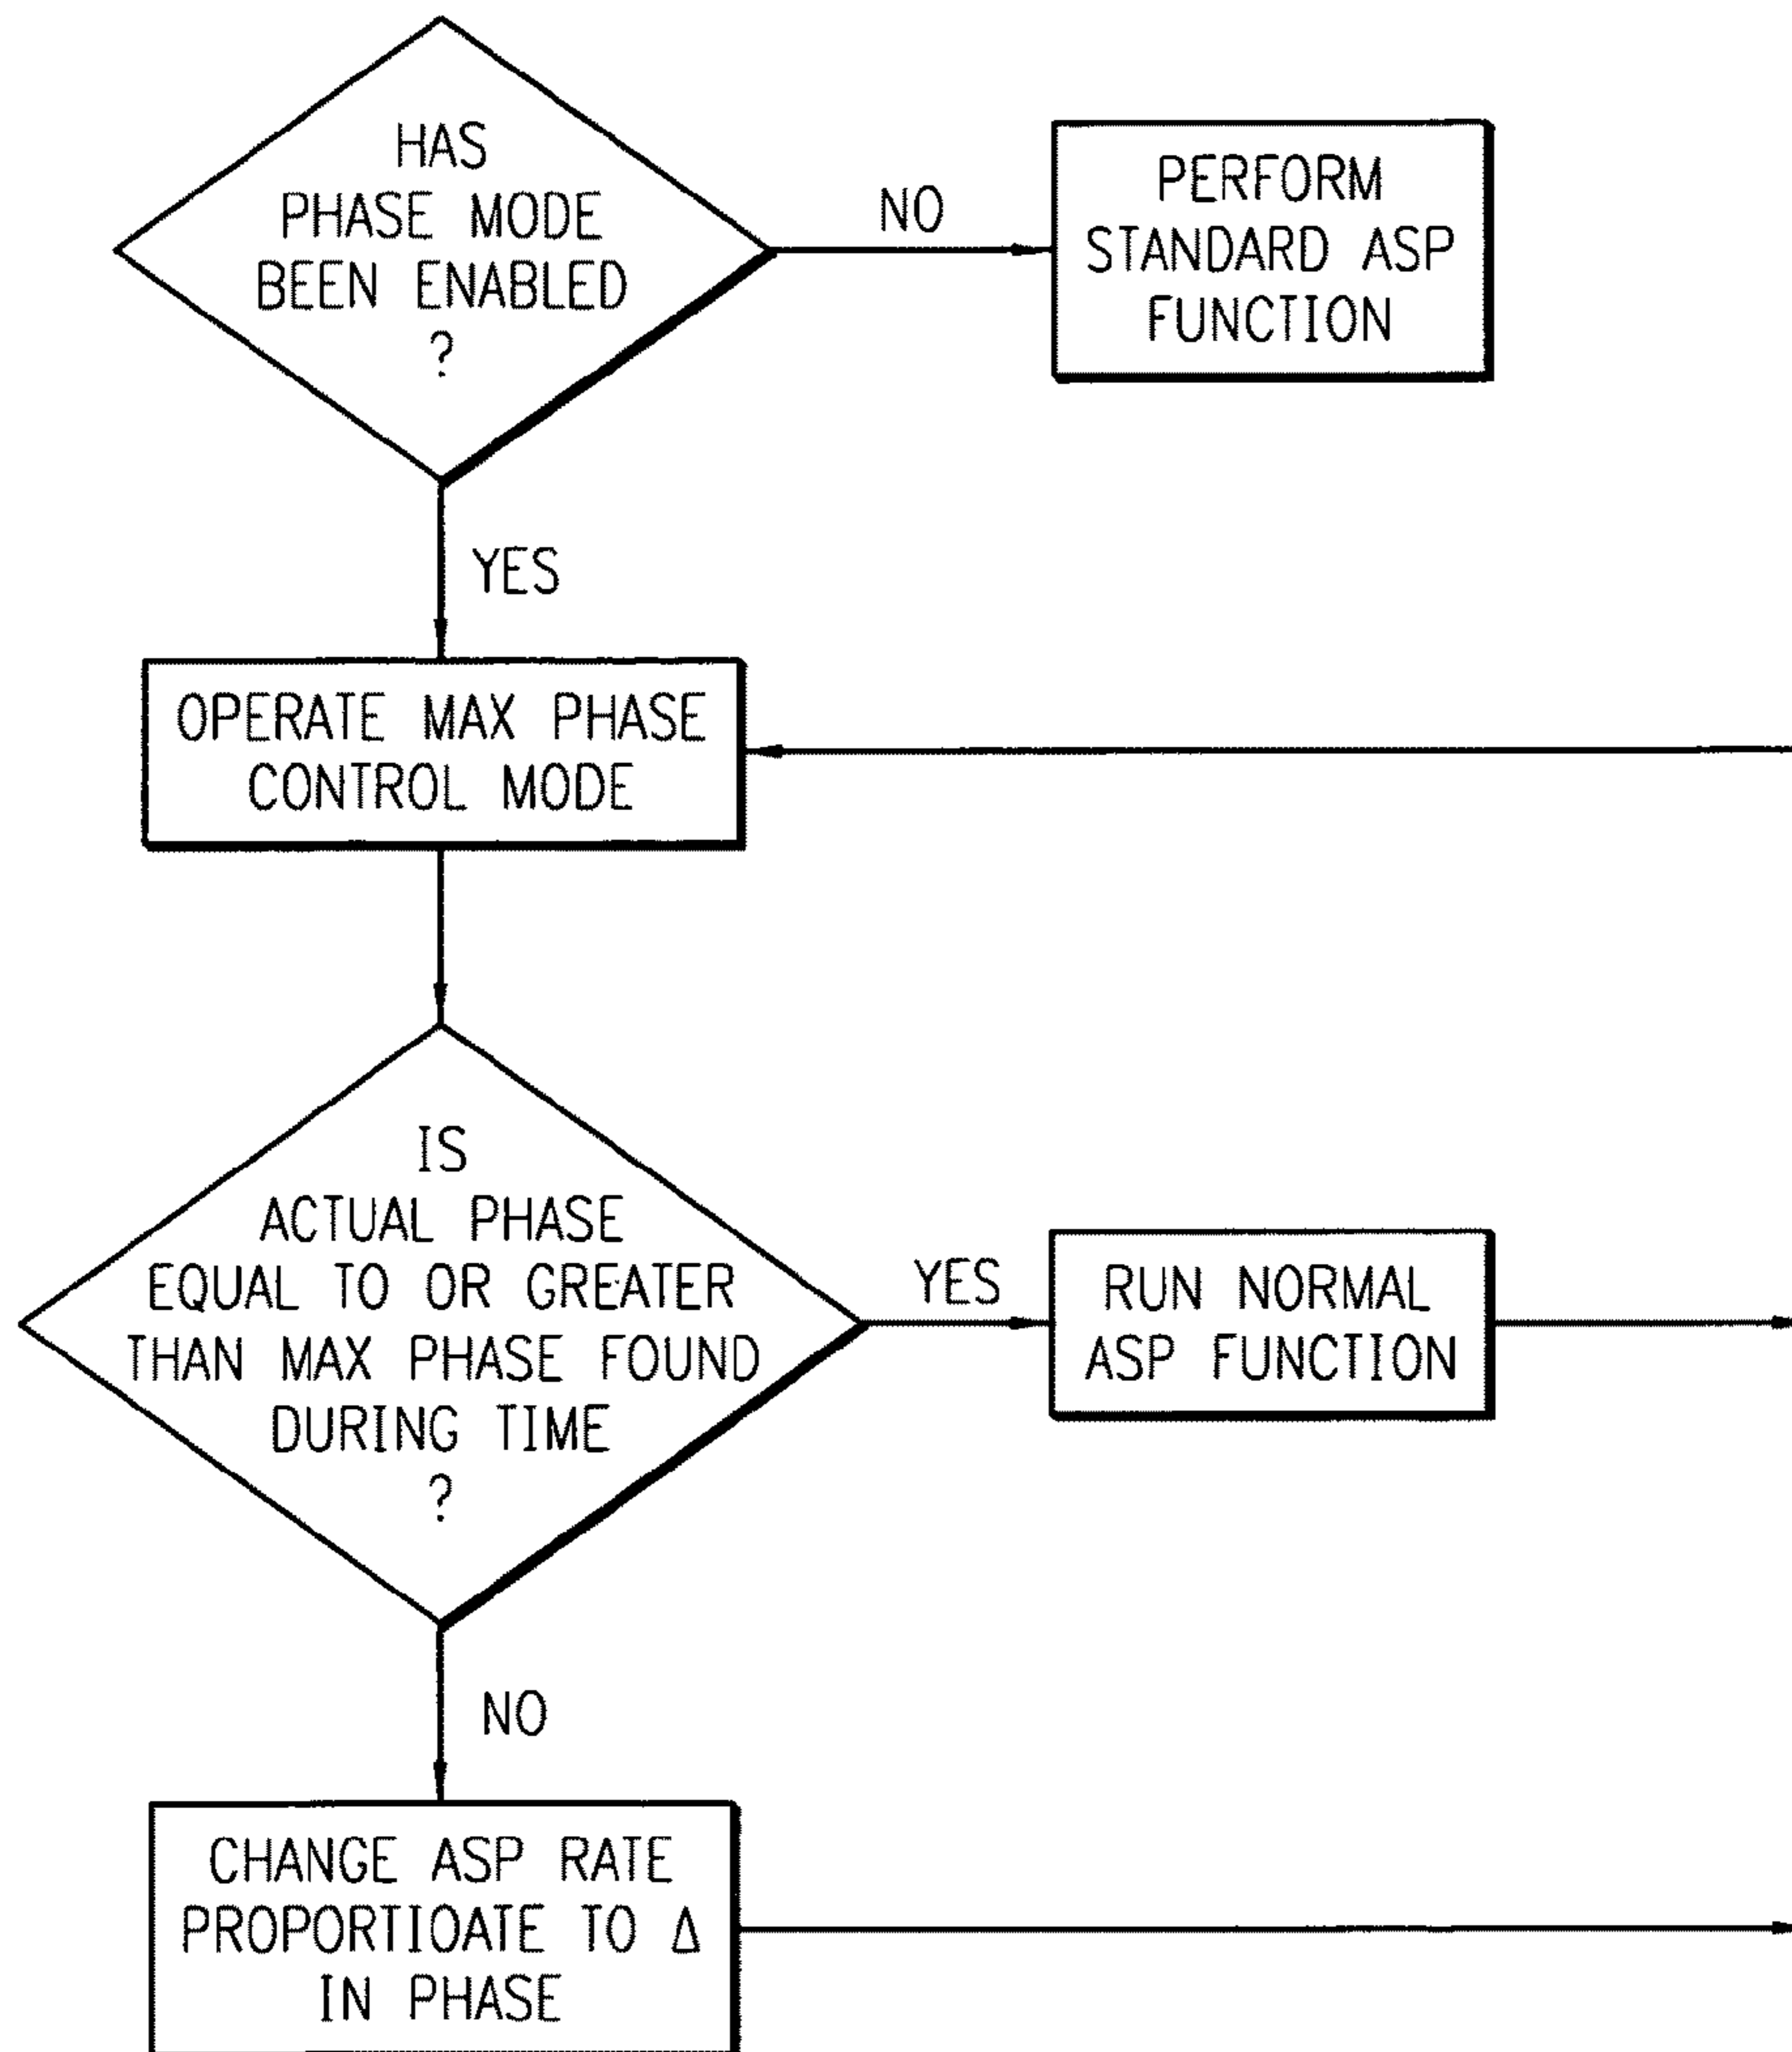 HAS
PHASE MODE
BEEN ENABLED
?
NO
PERFORM
STANDARD ASP
FUNCTION
YES
OPERATE MAX PHASE
CONTROL MODE
IS
ACTUAL PHASE
EQUAL TO OR GREATER
THAN MAX PHASE FOUND
DURING TIME
?
YES
RUN NORMAL
ASP FUNCTION
NO
CHANGE ASP RATE
PROPORTIOATE TO Δ
IN PHASE